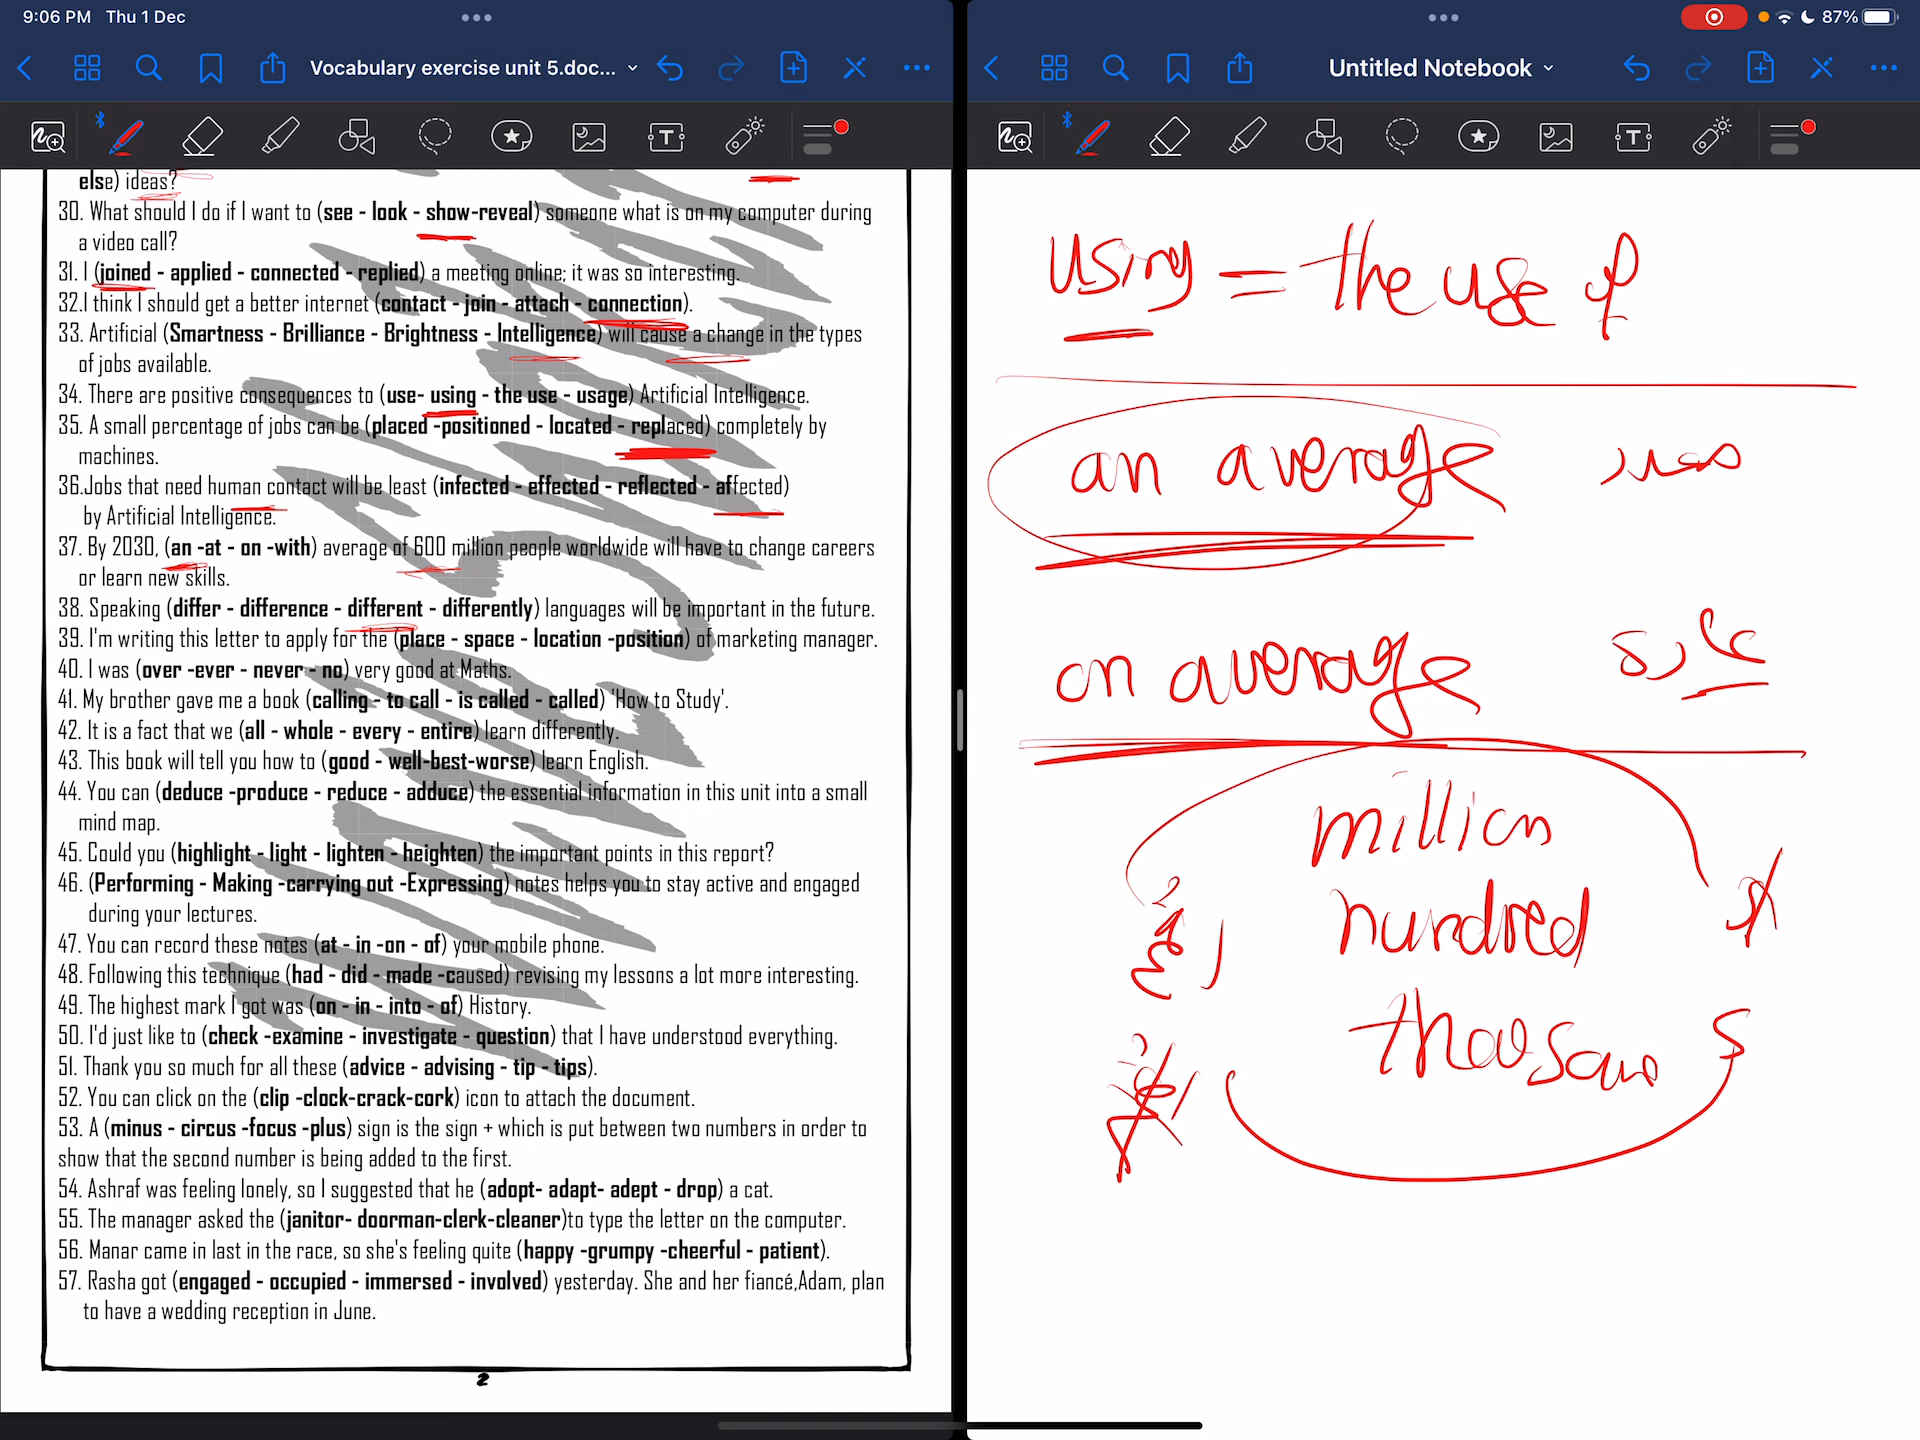 9:06 PM Thu 1 Dec
87%
Vocabulary exercise unit 5.doc...
Untitled Notebook
else) ideas?
30. What should I do if I want to (see - look - show-reveal) someone what is on my computer during
a video call?
31. I (joined - applied - connected - replied) a meeting online; it was so interesting.
32.I think I should get a better internet (contact - join - attach - connection).
33. Artificial (Smartness - Brilliance - Brightness - Intelligence) will cause a change in the types
of jobs available.
34. There are positive consequences to (use- using - the use - usage) Artificial Intelligence.
35. A small percentage of jobs can be (placed -positioned - located - replaced) completely by
machines.
36.Jobs that need human contact will be least (infected - effected - reflected - affected)
by Artificial Intelligence.
37. By 2030, (an -at - on -with) average of 600 million people worldwide will have to change careers
or learn new skills.
38. Speaking (differ - difference - different - differently) languages will be important in the future.
39. I'm writing this letter to apply for the (place - space - location -position) of marketing manager.
40. I was (over -ever - never - no) very good at Maths.
41. My brother gave me a book (calling - to call - is called - called) 'How to Study'.
42. It is a fact that we (all - whole - every - entire) learn differently.
43. This book will tell you how to (good - well-best-worse) learn English.
44. You can (deduce -produce - reduce - adduce) the essential information in this unit into a small
mind map.
45. Could you (highlight - light - lighten - heighten) the important points in this report?
46. (Performing - Making -carrying out -Expressing) notes helps you to stay active and engaged
during your lectures.
47. You can record these notes (at - in -on - of) your mobile phone.
48. Following this technique (had - did - made -caused) revising my lessons a lot more interesting.
49. The highest mark I got was (on - in - into - of) History.
50. I'd just like to (check -examine - investigate - question) that I have understood everything.
51. Thank you so much for all these (advice - advising - tip - tips).
52. You can click on the (clip -clock-crack-cork) icon to attach the document.
53. A (minus - circus -focus -plus) sign is the sign + which is put between two numbers in order to
show that the second number is being added to the first.
54. Ashraf was feeling lonely, so I suggested that he (adopt- adapt- adept - drop) a cat.
55. The manager asked the (janitor- doorman-clerk-cleaner)to type the letter on the computer.
56. Manar came in last in the race, so she's feeling quite (happy -grumpy -cheerful - patient).
57. Rasha got (engaged - occupied - immersed - involved) yesterday. She and her fiancé,Adam, plan
to have a wedding reception in June.
2
using = the use of
an average
on average
million
hundred